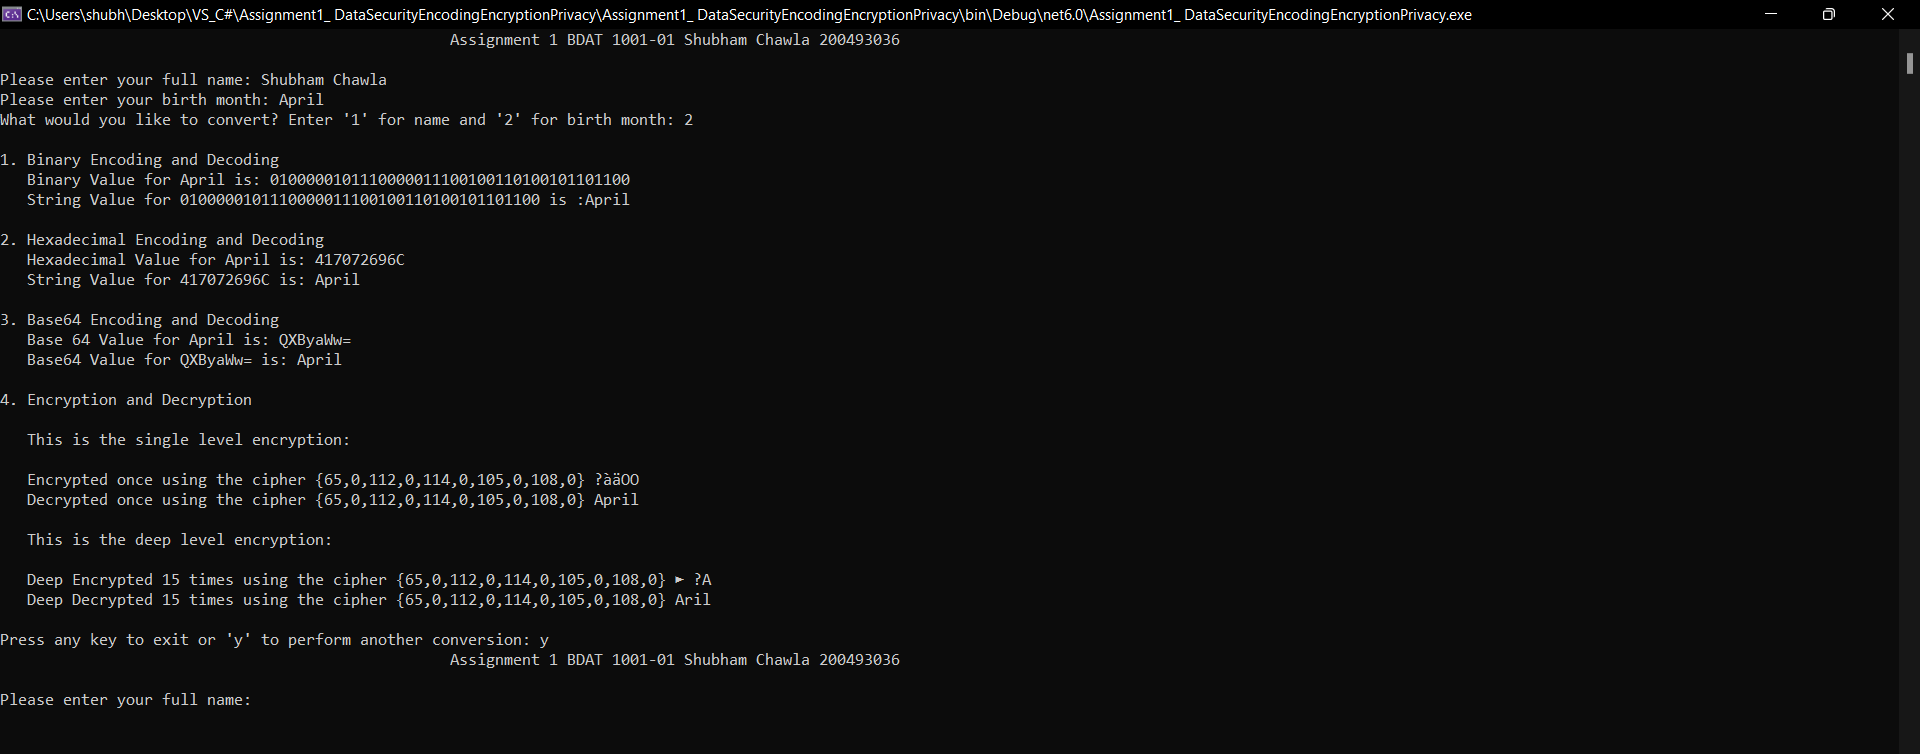 C:\Users\shubh\Desktop\VS_C#\Assignment1_ DataSecurityEncodingEncryptionPrivacy\Assignment1_ DataSecurityEncodingEncryptionPrivacy\bin\Debug\net6.0\Assignment1_ DataSecurityEncodingEncryptionPrivacy.exe
Assignment 1 BDAT 1001-01 Shubham Chawla 200493036
Please enter your full name: Shubham Chawla
Please enter your birth month: April
What would you like to convert? Enter '1' for name and '2' for birth month: 2
1. Binary Encoding and Decoding
Binary Value for April is: 0100000101110000011100100110100101101100
String Value for 0100000101110000011100100110100101101100 is :April
2. Hexadecimal Encoding and Decoding
Hexadecimal Value for April is: 417072696C
String Value for 417072696C is: April
3. Base64 Encoding and Decoding
Base 64 Value for April is: QXByaWw=
Base64 Value for QXByaWw= is: April
4. Encryption and Decryption
This is the single level encryption:
Encrypted once using the cipher {65,0,112,0,114,0,105,0,108,0} ?àäOO
Decrypted once using the cipher {65,0,112,0,114,0,105,0,108,0} April
This is the deep level encryption:
Deep Encrypted 15 times using the cipher {65,0,112,0,114,0,105,0,108,0} ► ?A
Deep Decrypted 15 times using the cipher {65,0,112,0,114,0,105,0,108,0} Aril
Press any key to exit or 'y' to perform another conversion: y
Assignment 1 BDAT 1001-01 Shubham Chawla 200493036
Please enter your full name: